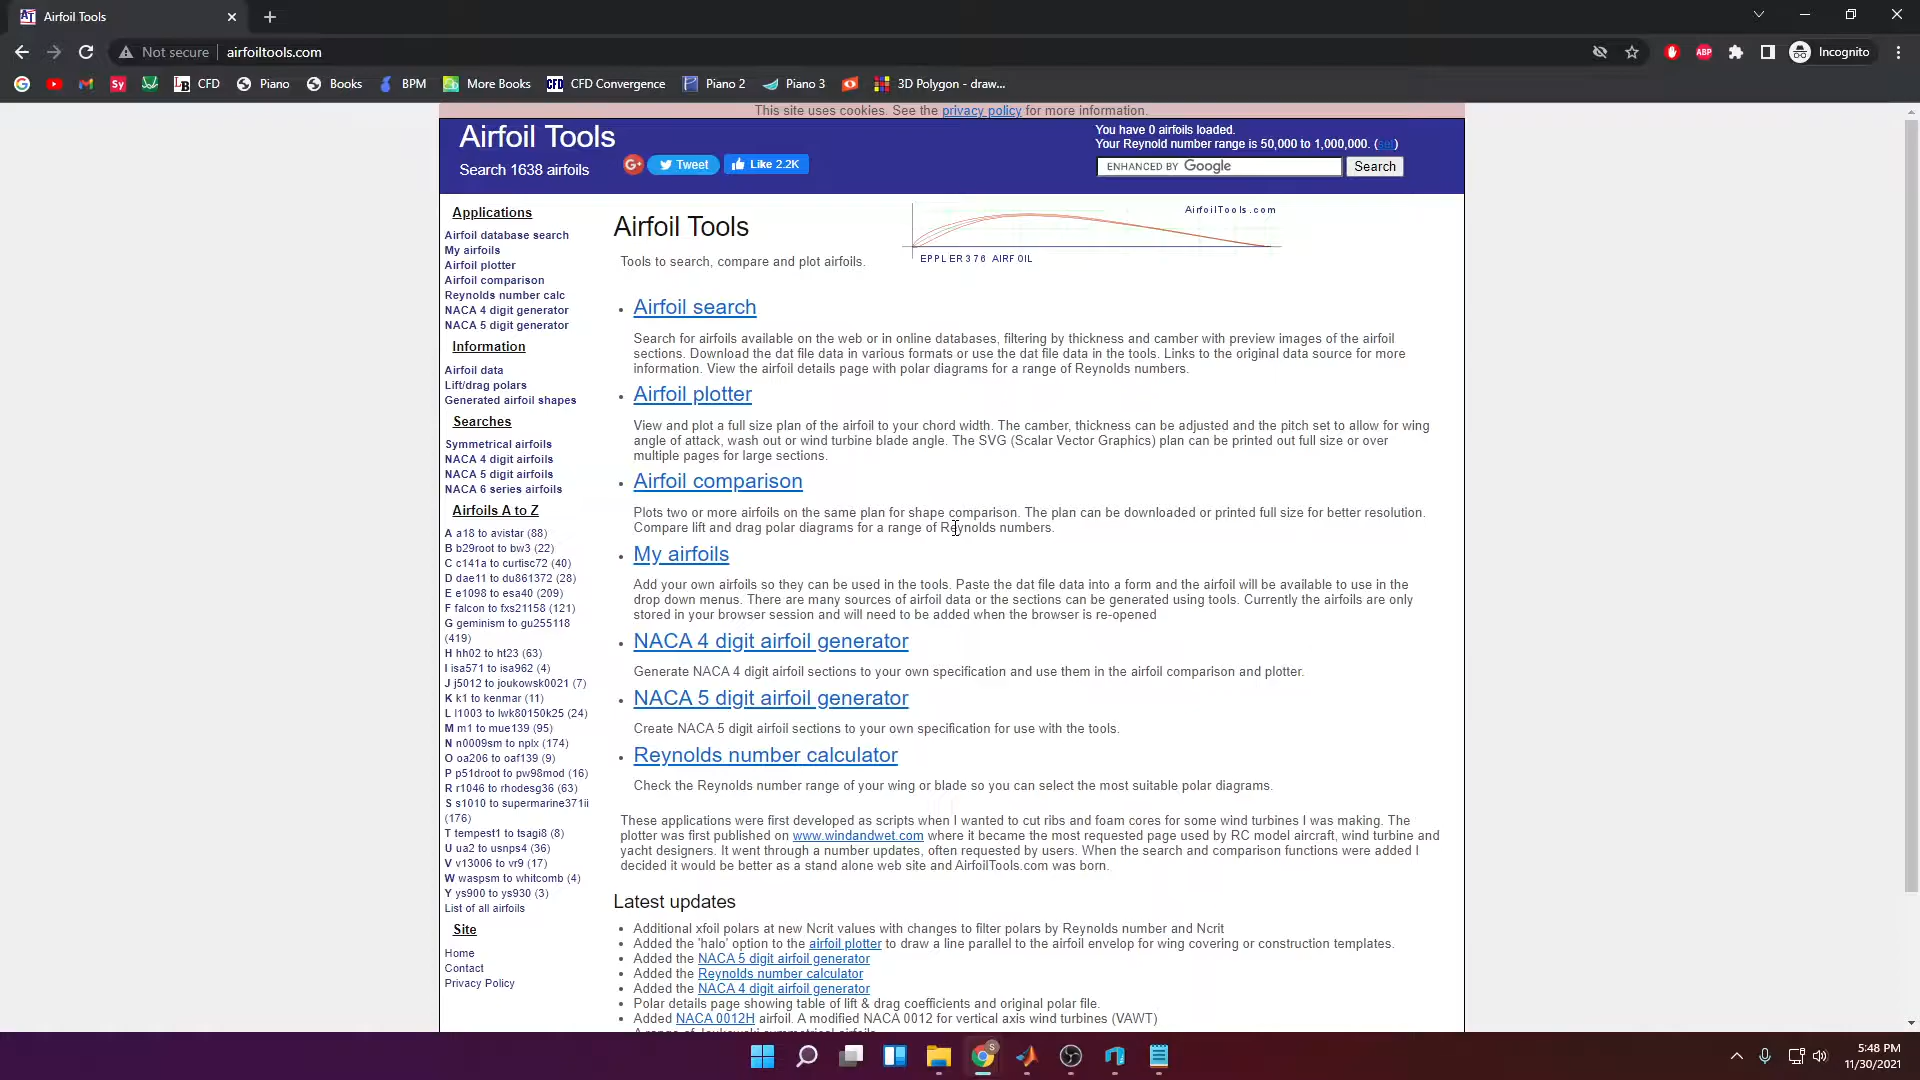 Airfoil Tools
Not secure
airfoiltools.com
Incognito
CFD
Piano
Books
BPM
More Books
CFD Convergence
Piano 2
Piano 3
3D Polygon - draw...
This site uses cookies. See the privacy policy for more information.
Airfoil Tools
Search 1638 airfoils
Tweet
Like 2.2K
You have 0 airfoils loaded.
Your Reynold number range is 50,000 to 1,000,000. (set)
ENHANCED BY Google
Search
Applications
Airfoil database search
My airfoils
Airfoil plotter
Airfoil comparison
Reynolds number calc
NACA 4 digit generator
NACA 5 digit generator
Information
Airfoil data
Lift/drag polars
Generated airfoil shapes
Searches
Symmetrical airfoils
NACA 4 digit airfoils
NACA 5 digit airfoils
NACA 6 series airfoils
Airfoils A to Z
A a18 to avistar (88)
B b29root to bw3 (22)
C c141a to curtisc72 (40)
D dae11 to du861372 (28)
E e1098 to esa40 (209)
F falcon to fxs21158 (121)
G geminism to gu255118
(419)
H hh02 to ht23 (63)
I isa571 to isa962 (4)
J j5012 to joukowsk0021 (7)
K k1 to kenmar (11)
L l1003 to lwk80150k25 (24)
M m1 to mue139 (95)
N n0009sm to nplx (174)
O oa206 to oaf139 (9)
P p51droot to pw98mod (16)
R r1046 to rhodesg36 (63)
S s1010 to supermarine371ii
(176)
T tempest1 to tsagi8 (8)
U ua2 to usnps4 (36)
V v13006 to vr9 (17)
W waspsm to whitcomb (4)
Y ys900 to ys930 (3)
List of all airfoils
Site
Home
Contact
Privacy Policy
Airfoil Tools
Tools to search, compare and plot airfoils.
AirfoilTools.com
EPPLER 376 AIRFOIL
Airfoil search
Search for airfoils available on the web or in online databases, filtering by thickness and camber with preview images of the airfoil
sections. Download the dat file data in various formats or use the dat file data in the tools. Links to the original data source for more
information. View the airfoil details page with polar diagrams for a range of Reynolds numbers.
Airfoil plotter
View and plot a full size plan of the airfoil to your chord width. The camber, thickness can be adjusted and the pitch set to allow for wing
angle of attack, wash out or wind turbine blade angle. The SVG (Scalar Vector Graphics) plan can be printed out full size or over
multiple pages for large sections.
Airfoil comparison
Plots two or more airfoils on the same plan for shape comparison. The plan can be downloaded or printed full size for better resolution.
Compare lift and drag polar diagrams for a range of Reynolds numbers.
My airfoils
Add your own airfoils so they can be used in the tools. Paste the dat file data into a form and the airfoil will be available to use in the
drop down menus. There are many sources of airfoil data or the sections can be generated using tools. Currently the airfoils are only
stored in your browser session and will need to be added when the browser is re-opened
NACA 4 digit airfoil generator
Generate NACA 4 digit airfoil sections to your own specification and use them in the airfoil comparison and plotter.
NACA 5 digit airfoil generator
Create NACA 5 digit airfoil sections to your own specification for use with the tools.
Reynolds number calculator
Check the Reynolds number range of your wing or blade so you can select the most suitable polar diagrams.
These applications were first developed as scripts when I wanted to cut ribs and foam cores for some wind turbines I was making. The
plotter was first published on www.windandwet.com where it became the most requested page used by RC model aircraft, wind turbine and
yacht designers. It went through a number updates, often requested by users. When the search and comparison functions were added I
decided it would be better as a stand alone web site and AirfoilTools.com was born.
Latest updates
Additional xfoil polars at new Ncrit values with changes to filter polars by Reynolds number and Ncrit
Added the 'halo' option to the airfoil plotter to draw a line parallel to the airfoil envelop for wing covering or construction templates.
Added the NACA 5 digit airfoil generator
Added the Reynolds number calculator
Added the NACA 4 digit airfoil generator
Polar details page showing table of lift & drag coefficients and original polar file.
Added NACA 0012H airfoil. A modified NACA 0012 for vertical axis wind turbines (VAWT)
5:48 PM
11/30/2021